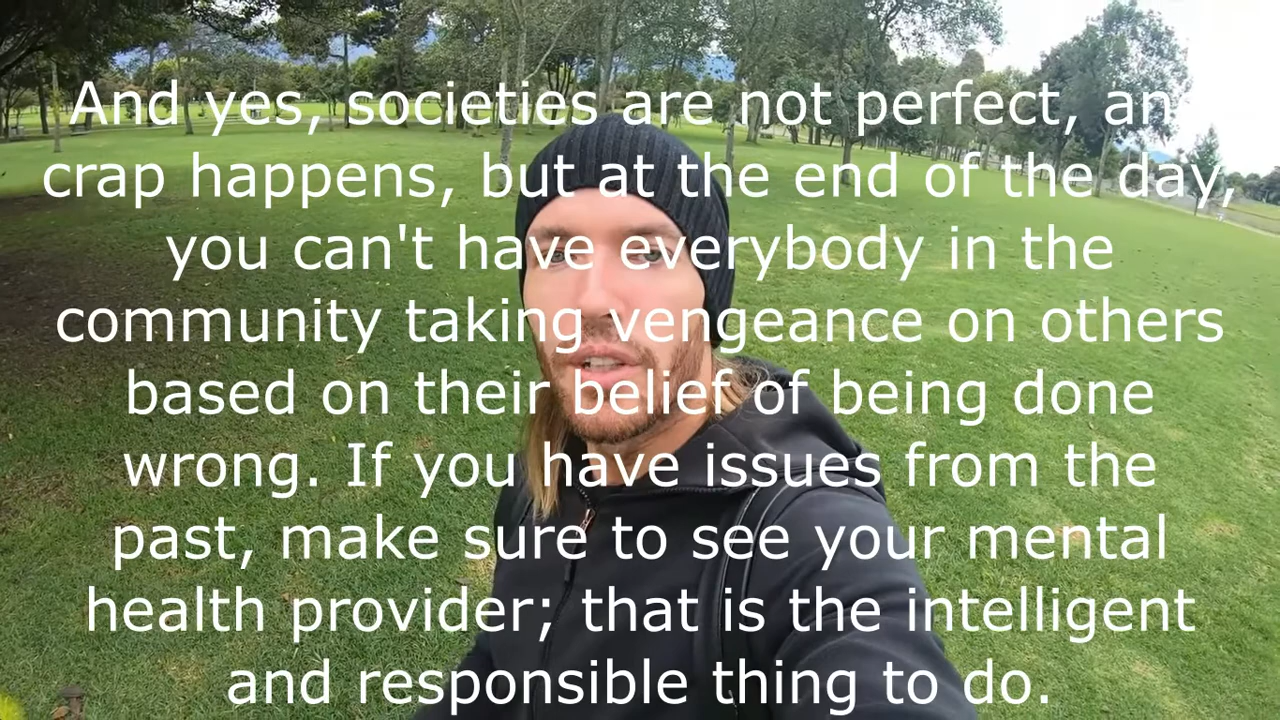 And yes, societies are not perfect, and
crap happens, but at the end of the day,
you can't have everybody in the
community taking vengeance on others
based on their belief of being done
wrong. If you have issues from the
past, make sure to see your mental
health provider; that is the intelligent
and responsible thing to do.